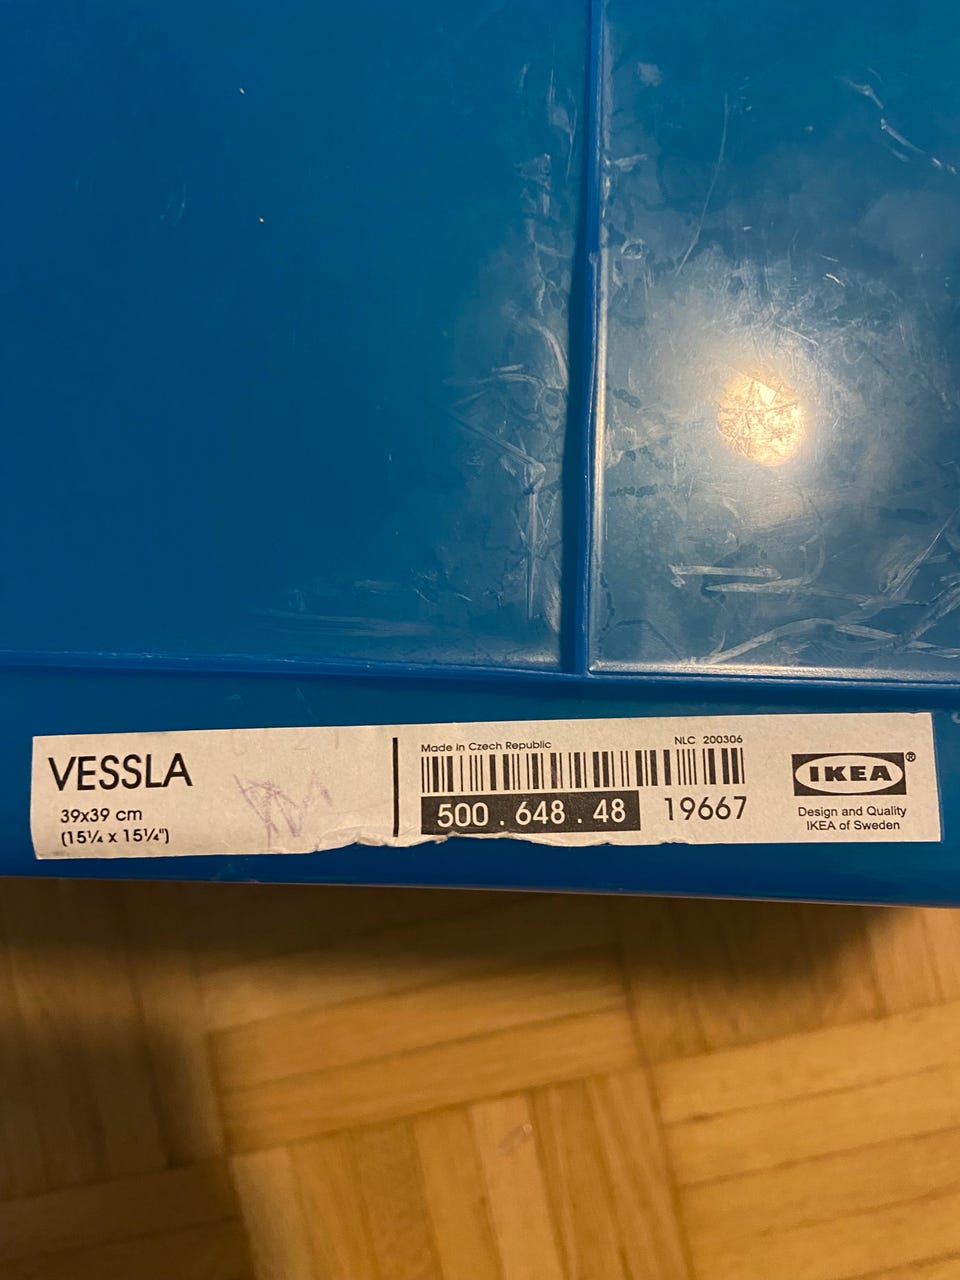 VESSLA
39x39 cm
(15¼ x 15¼")
Made in Czech Republic
NLC 200306
500 . 648 . 48
19667
IKEA®
Design and Quality
IKEA of Sweden